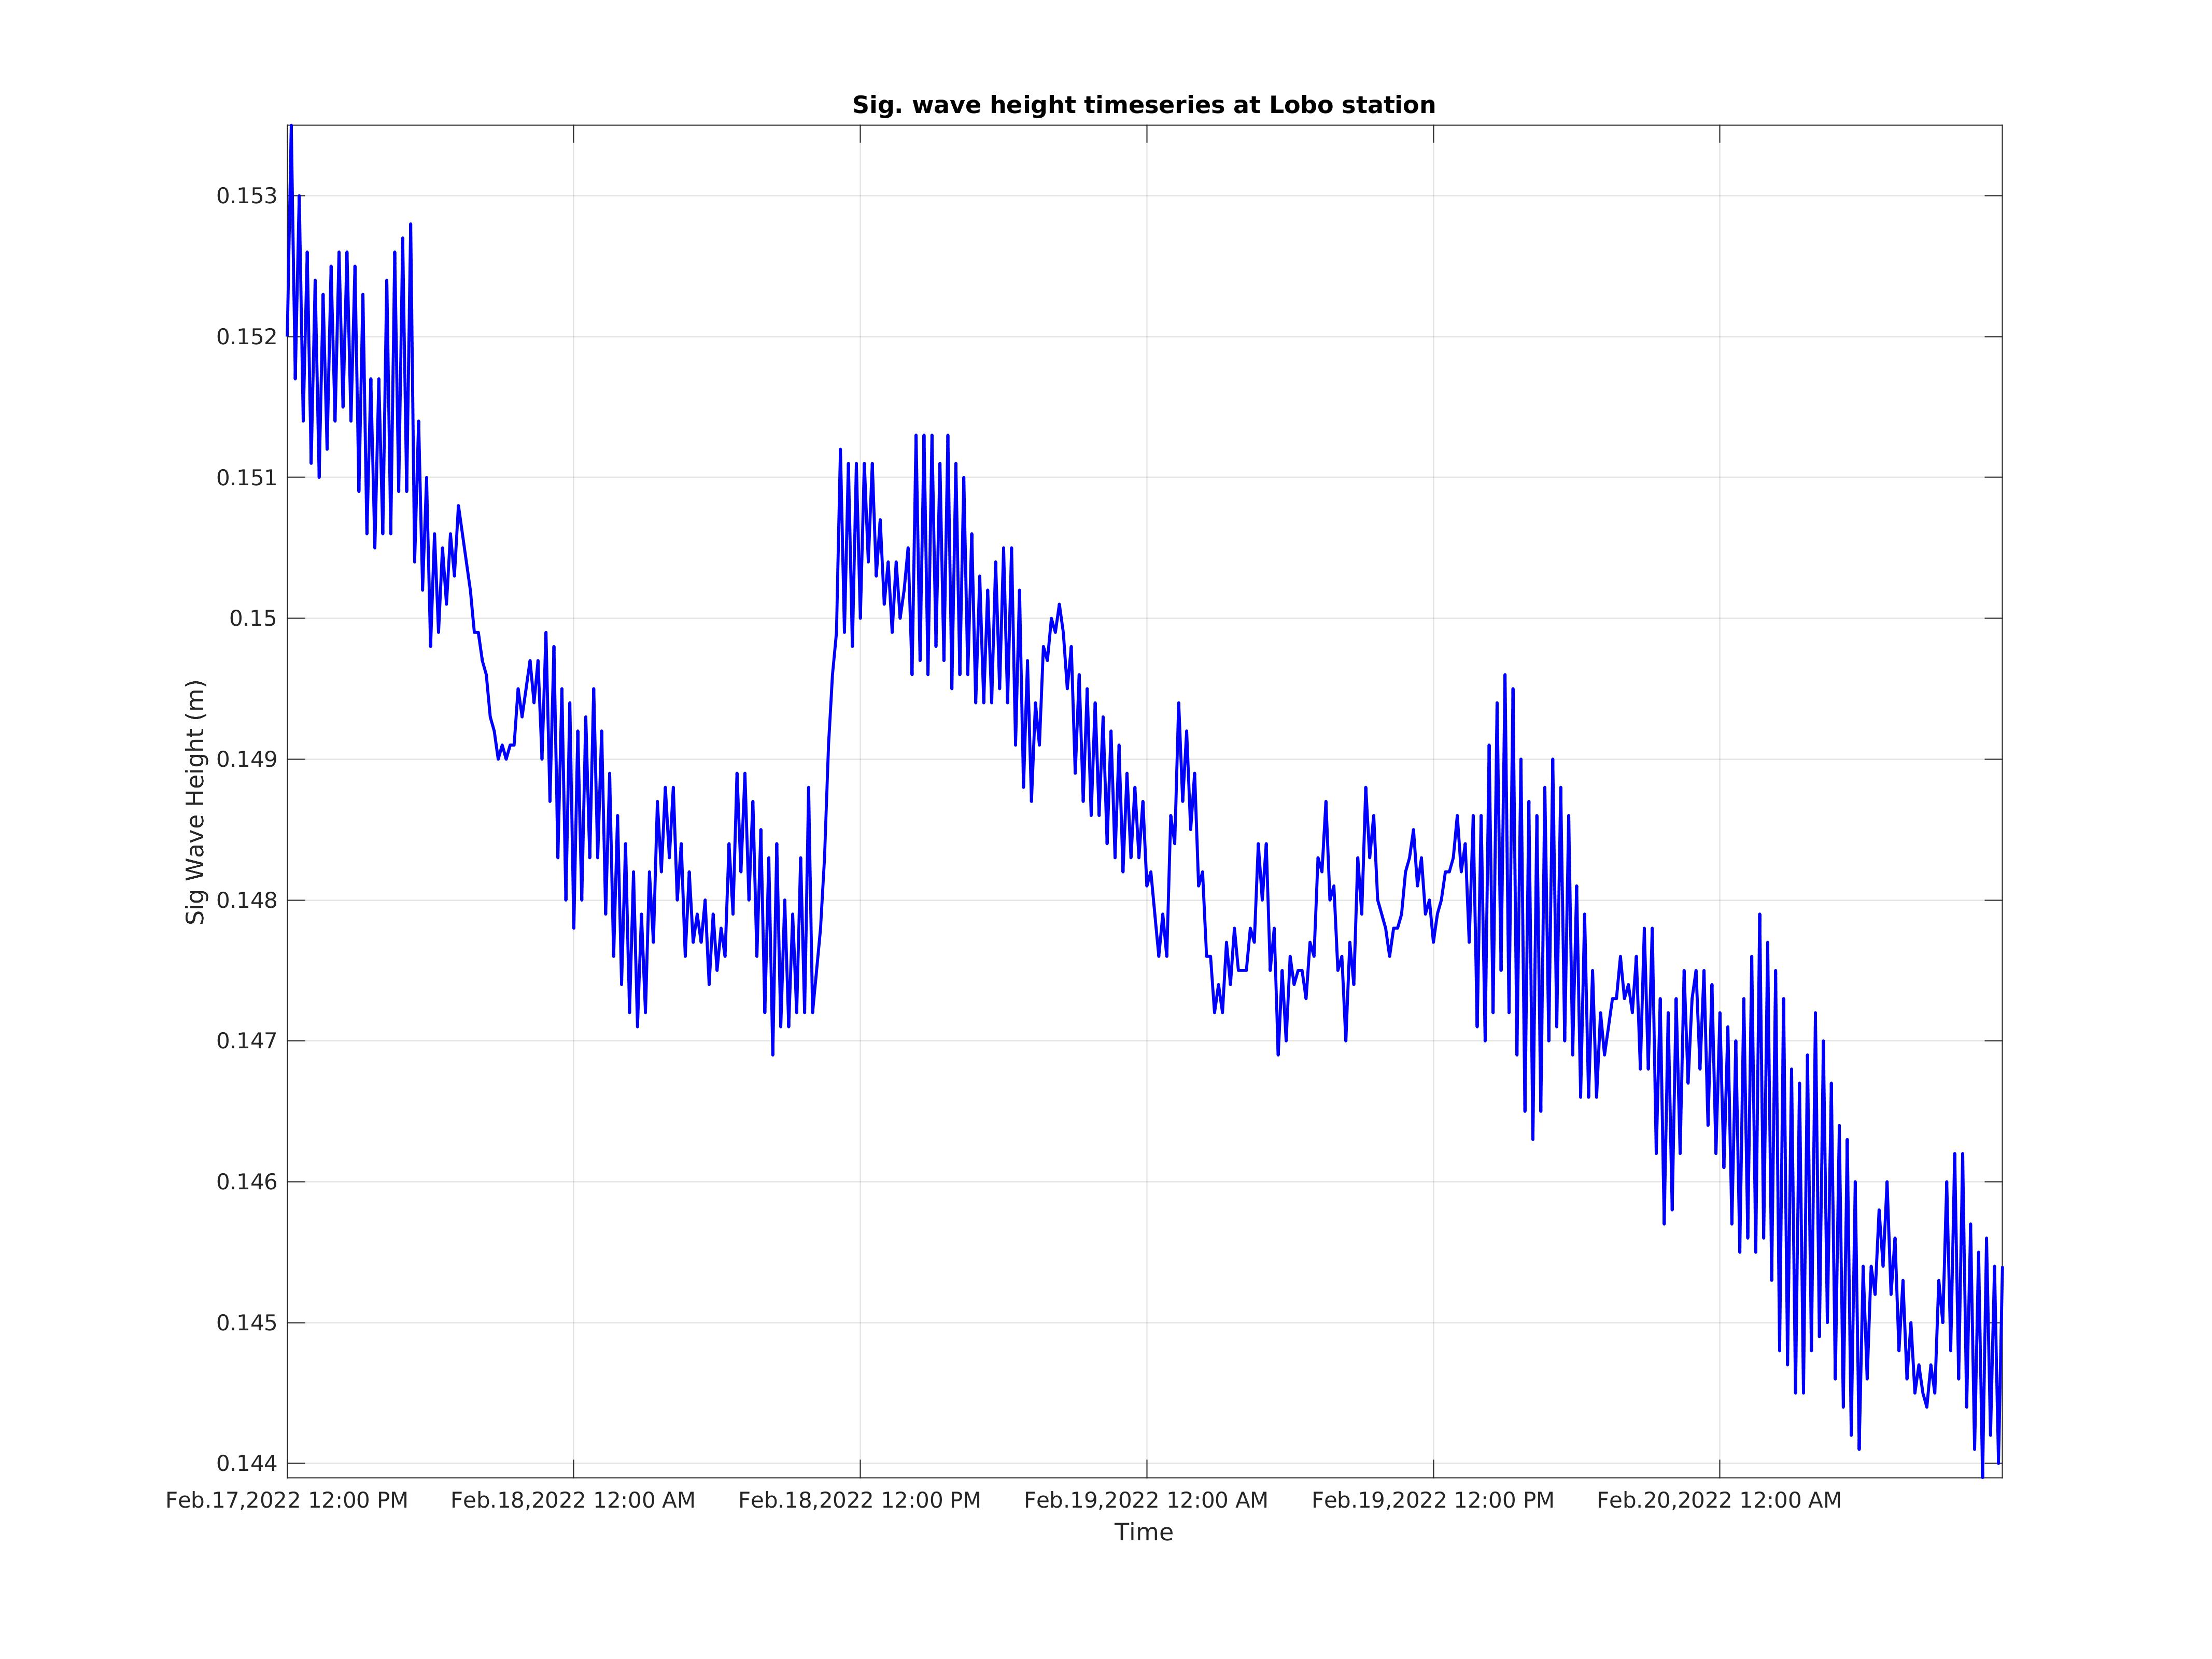 Sig. wave height timeseries at Lobo station
Sig Wave Height (m)
0.153
0.152
0.151
0.15
0.149
0.148
0.147
0.146
0.145
0.144
Feb.17,2022 12:00 PM
Feb.18,2022 12:00 AM
Feb.18,2022 12:00 PM
Feb.19,2022 12:00 AM
Feb.19,2022 12:00 PM
Feb.20,2022 12:00 AM
Time